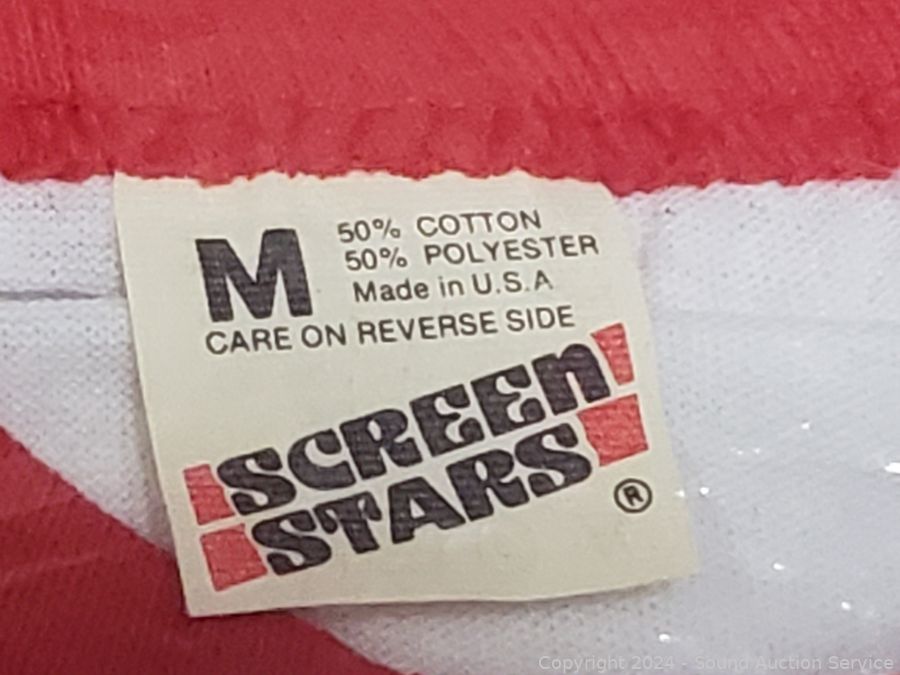 M
50% COTTON
50% POLYESTER
Made in U.S.A
CARE ON REVERSE SIDE
SCREEN
STARS
®
Copyright 2024 - Sound Auction Service